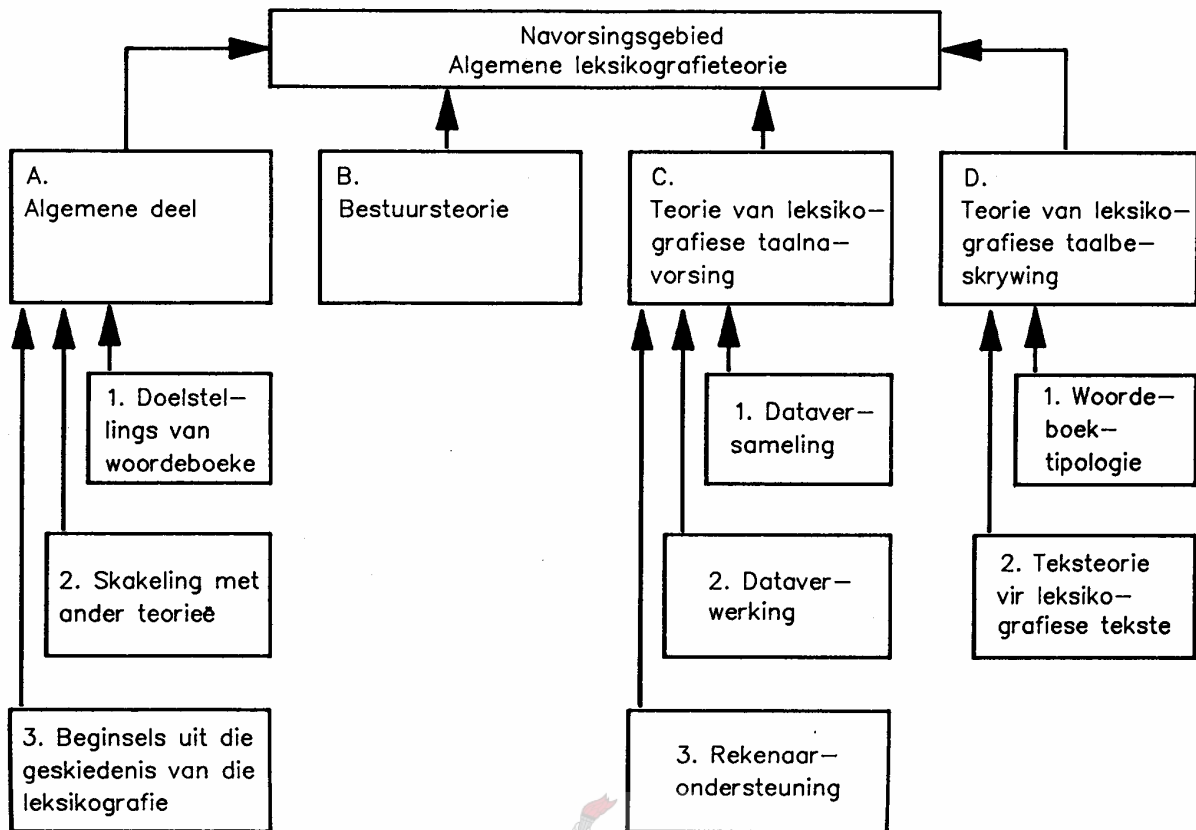 Navorsingsgebied
Algemene leksikografieteorie
A.
Algemene deel
B.
Bestuursteorie
C.
Teorie van leksiko—
grafiese taalna—
vorsing
D.
Teorie van leksiko—
grafiese taalbe—
skrywing
1. Doelstel—
lings van
woordeboeke
2. Skakeling met
ander teorieë
3. Beginsels uit die
geskiedenis van die
leksikografie
1. Dataver—
sameling
2. Dataver—
werking
3. Rekenaar—
ondersteuning
1. Woorde—
boek—
tipologie
2. Teksteorie
vir leksiko—
grafiese tekste